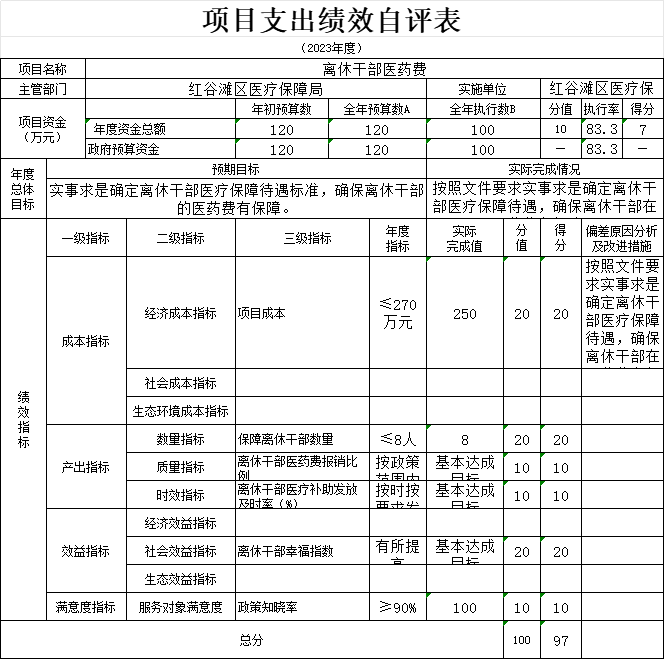 项目支出绩效自评表
（2023年度）
项目名称 离休干部医药费
主管部门 红谷滩区医疗保障局 实施单位 红谷滩区医疗保
项目资金（万元） 年初预算数 全年预算数A 全年执行数B 分值 执行率 得分
年度资金总额 120 120 100 10 83.3 7
政府预算资金 120 120 100 － 83.3 －
年度总体目标 预期目标 实际完成情况
实事求是确定离休干部医疗保障待遇标准，确保离休干部
的医药费有保障。
按照文件要求实事求是确定离休干
部医疗保障待遇，确保离休干部在
绩效指标 一级指标 二级指标 三级指标 年度指标 实际完成值 分值 得分 偏差原因分析及改进措施
成本指标 经济成本指标 项目成本 ≤270万元 250 20 20
按照文件要
求实事求是
确定离休干
部医疗保障
待遇，确保
离休干部在
社会成本指标
生态环境成本指标
产出指标 数量指标 保障离休干部数量 ≤8人 8 20 20
质量指标 离休干部医药费报销比例 按政策范围内 基本达成目标 10 10
时效指标 离休干部医疗补助发放及时率（%） 按时按要求发 基本达成目标 10 10
效益指标 经济效益指标
社会效益指标 离休干部幸福指数 有所提高 基本达成目标 20 20
生态效益指标
满意度指标 服务对象满意度 政策知晓率 ≥90% 100 10 10
总分 100 97